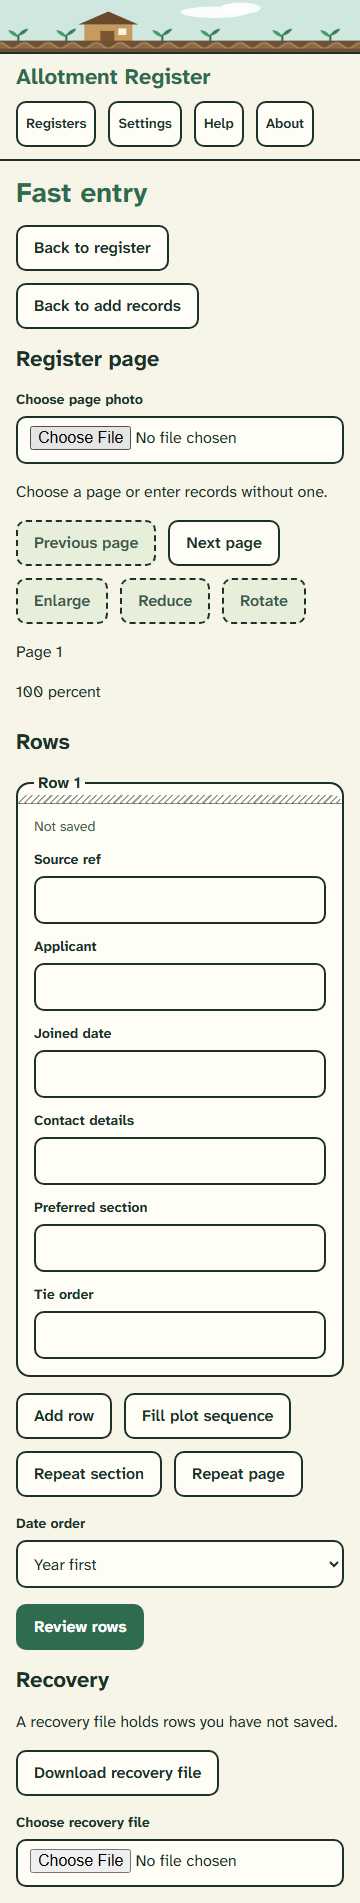 Allotment Register
Registers Settings Help About
Fast entry
Back to register
Back to add records
Register page
Choose page photo
Choose File No file chosen
Choose a page or enter records without one.
Previous page Next page
Enlarge Reduce Rotate
Page 1
100 percent
Rows
Row 1
Not saved
Source ref
Applicant
Joined date
Contact details
Preferred section
Tie order
Add row Fill plot sequence
Repeat section Repeat page
Date order
Year first
Review rows
Recovery
A recovery file holds rows you have not saved.
Download recovery file
Choose recovery file
Choose File No file chosen